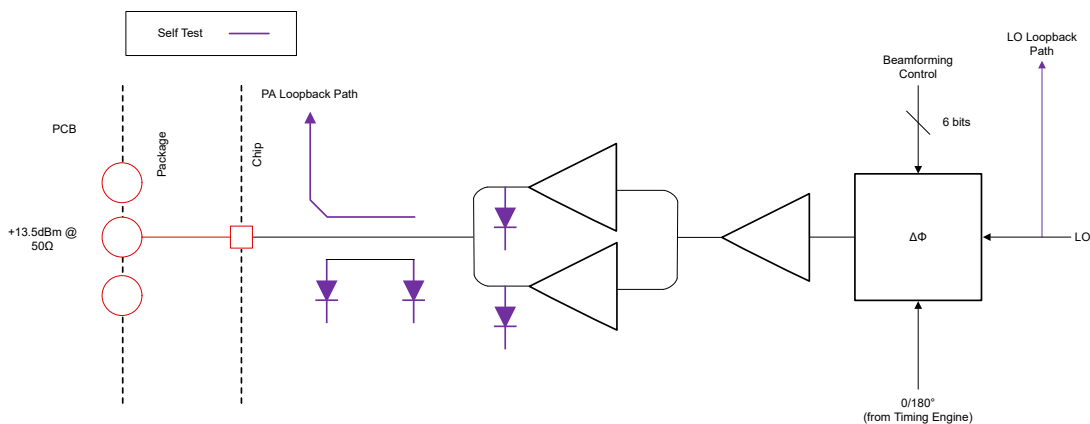 Self Test
LO Loopback
Path
Beamforming
Control
PA Loopback Path
6 bits
PCB
Package
Chip
+13.5dBm @
50Ω
ΔΦ
LO
0/180°
(from Timing Engine)